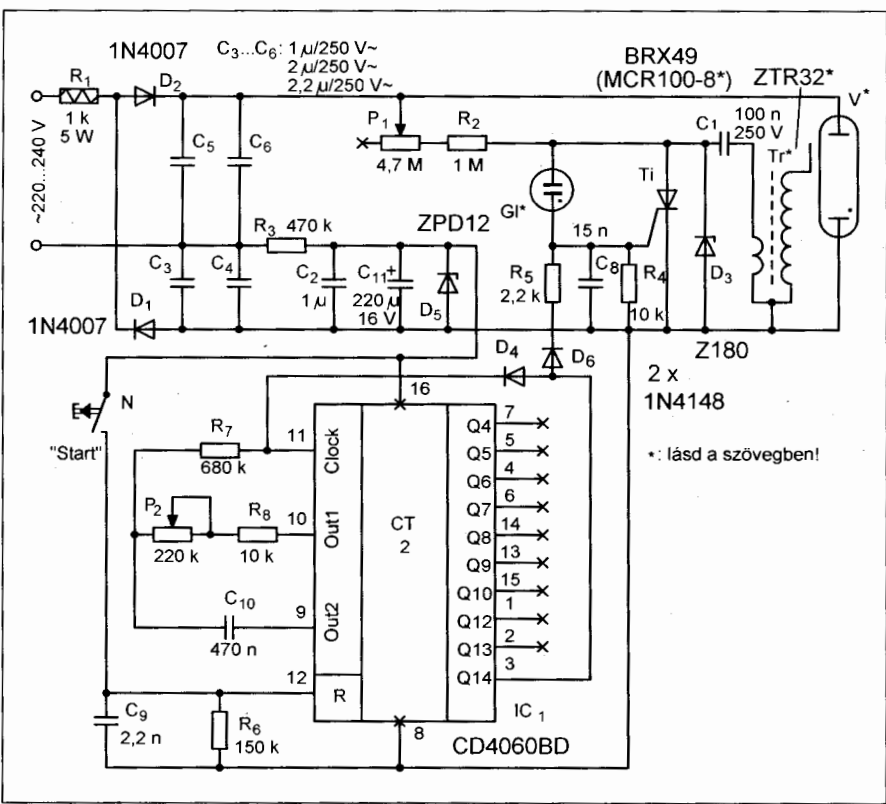 1N4007
C3...C6: 1 µ/250 V~
2 µ/250 V~
2,2 µ/250 V~
BRX49
(MCR100-8*)
ZTR32*
V*
R1
1 k
5 W
D2
P1
4,7 M
R2
1 M
C1
100 n
250 V
Tr*
*
~220...240 V
C5
C6
Gl*
Ti
R3
470 k
ZPD12
15 n
C3
C4
C2
1 µ
C11
+
220 µ
16 V
D5
R5
2,2 k
C8
R4
10 k
D3
1N4007
D1
Z180
D4
D6
2 x
1N4148
N
"Start"
16
R7
680 k
11
Clock
Q4
7
Q5
5
*: lásd a szövegben!
Q6
4
P2
220 k
R8
10 k
10
Out1
CT
2
Q7
6
Q8
14
Q9
13
Q10
15
C10
470 n
9
Out2
Q12
1
Q13
2
Q14
3
12
R
C9
2,2 n
R6
150 k
8
IC1
CD4060BD